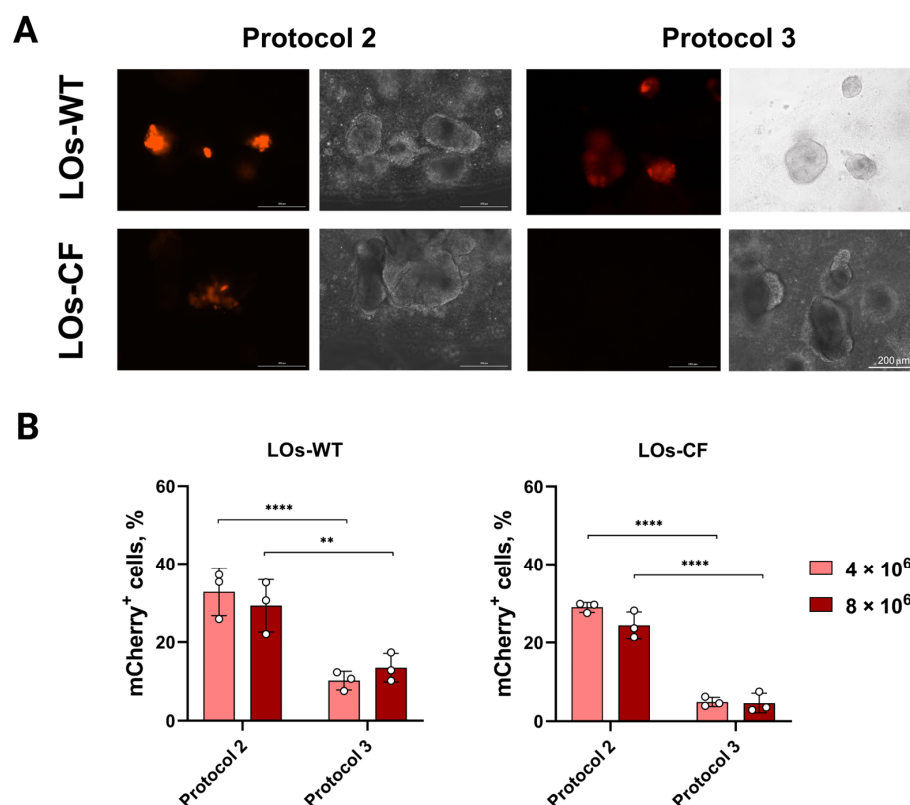 A
Protocol 2
Protocol 3
LOs-WT
LOs-CF
200 μm
B
LOs-WT
LOs-CF
mCherry⁺ cells, %
60
40
20
0
****
**
Protocol 2
Protocol 3
mCherry⁺ cells, %
60
40
20
0
****
****
Protocol 2
Protocol 3
4 × 10⁶
8 × 10⁶